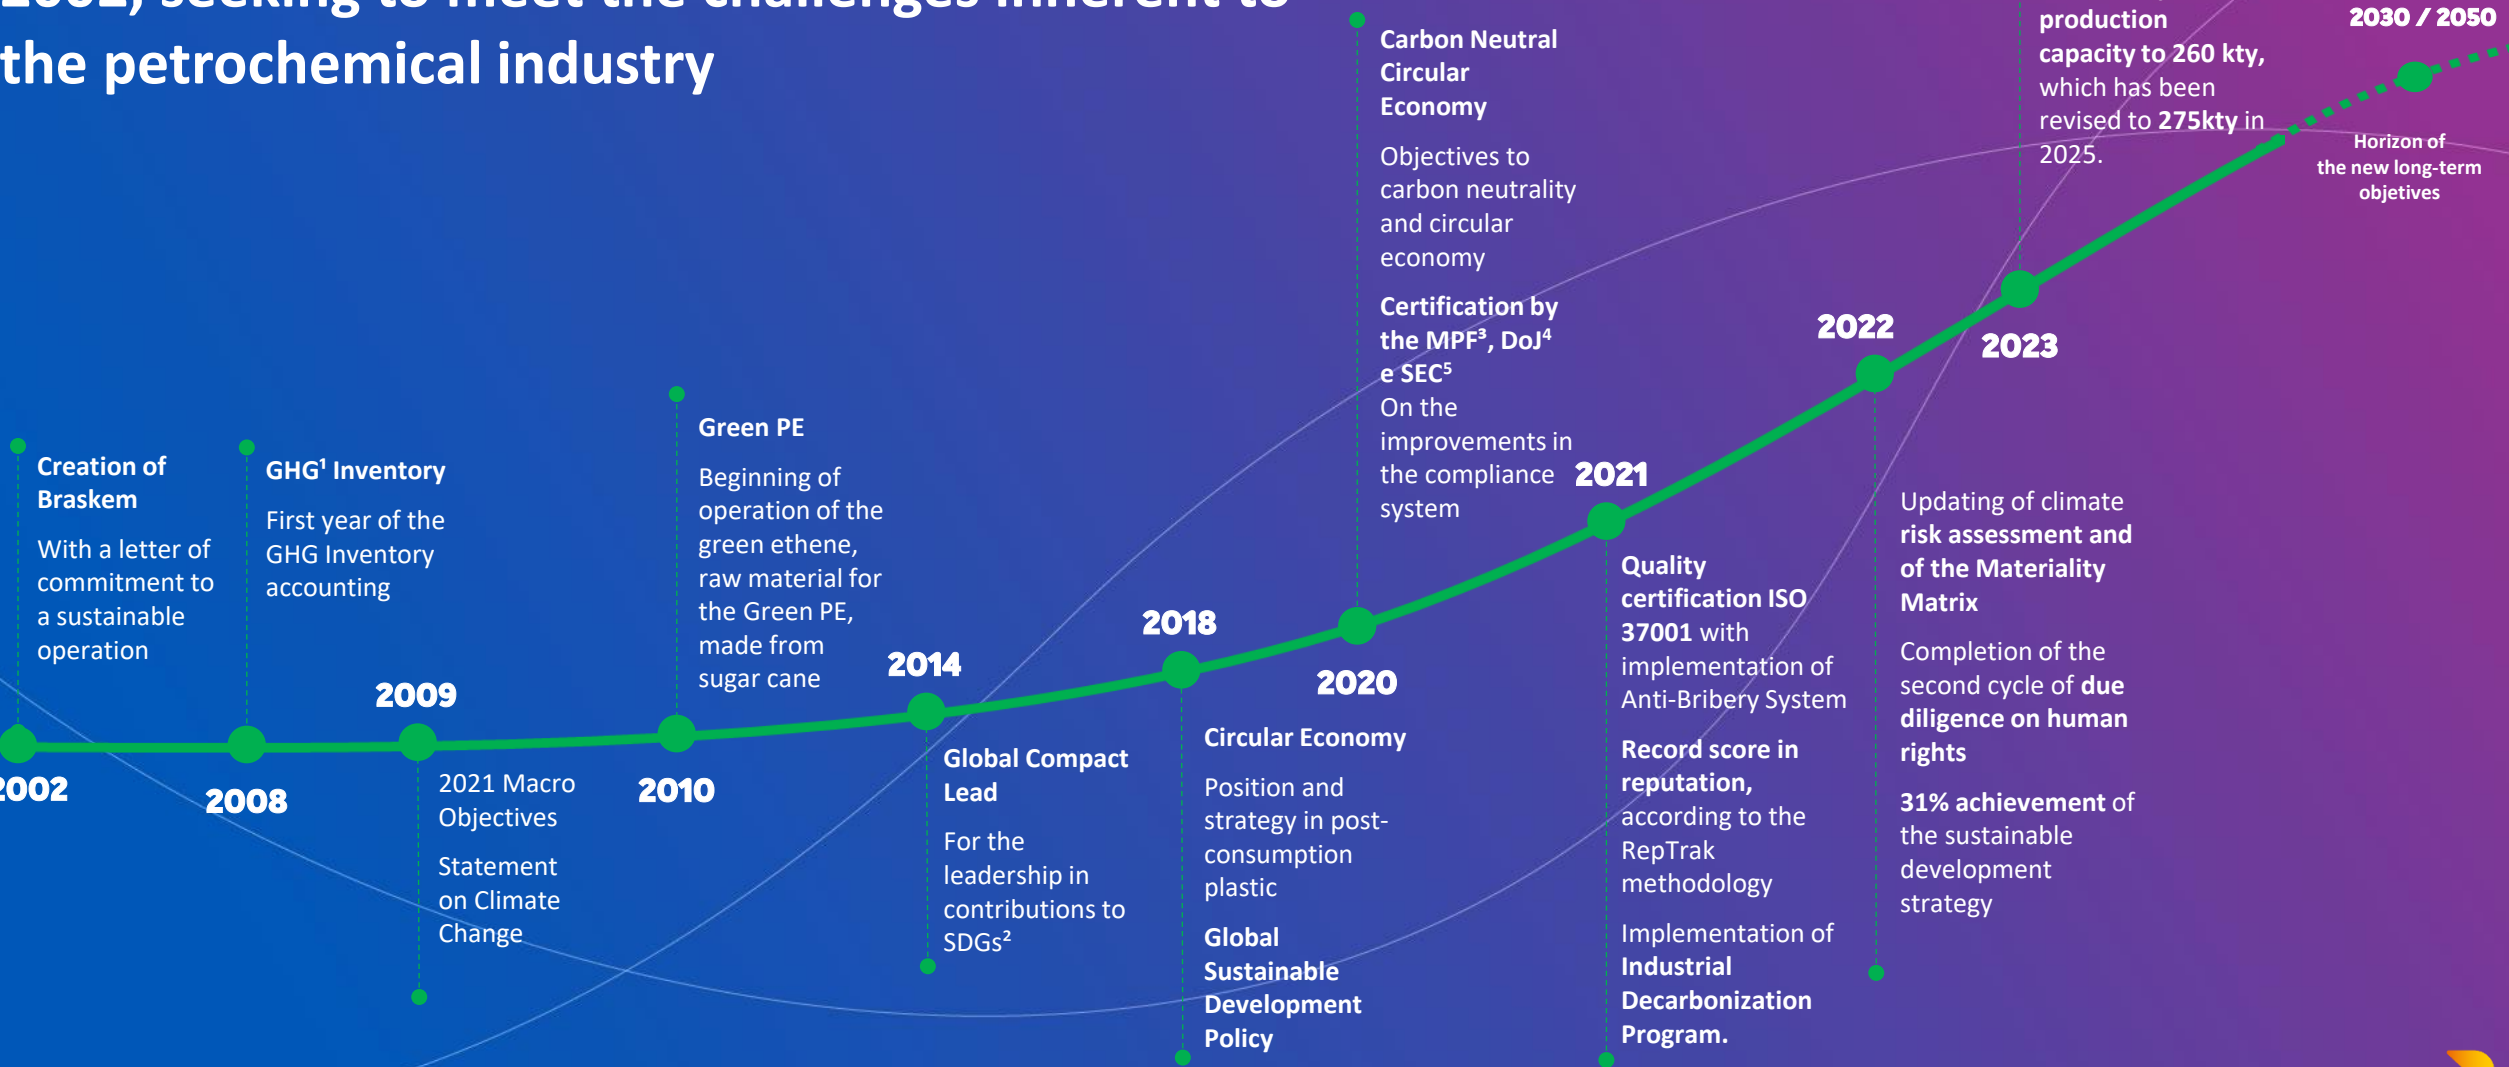 2002, seeking to meet the challenges inherent to
the petrochemical industry
Creation of
Braskem
With a letter of
commitment to
a sustainable
operation
2002
GHG¹ Inventory
First year of the
GHG Inventory
accounting
2008
2009
2021 Macro
Objectives
Statement
on Climate
Change
Green PE
Beginning of
operation of the
green ethene,
raw material for
the Green PE,
made from
sugar cane
2010
2014
Global Compact
Lead
For the
leadership in
contributions to
SDGs²
2018
Circular Economy
Position and
strategy in post-
consumption
plastic
Global
Sustainable
Development
Policy
Carbon Neutral
Circular
Economy
Objectives to
carbon neutrality
and circular
economy
Certification by
the MPF³, DoJ⁴
e SEC⁵
On the
improvements in
the compliance
system
2020
2021
Quality
certification ISO
37001 with
implementation of
Anti-Bribery System
Record score in
reputation,
according to the
RepTrak
methodology
Implementation of
Industrial
Decarbonization
Program.
2022
Updating of climate
risk assessment and
of the Materiality
Matrix
Completion of the
second cycle of due
diligence on human
rights
31% achievement of
the sustainable
development
strategy
production
capacity to 260 kty,
which has been
revised to 275kty in
2025.
2023
2030 / 2050
Horizon of
the new long-term
objetives